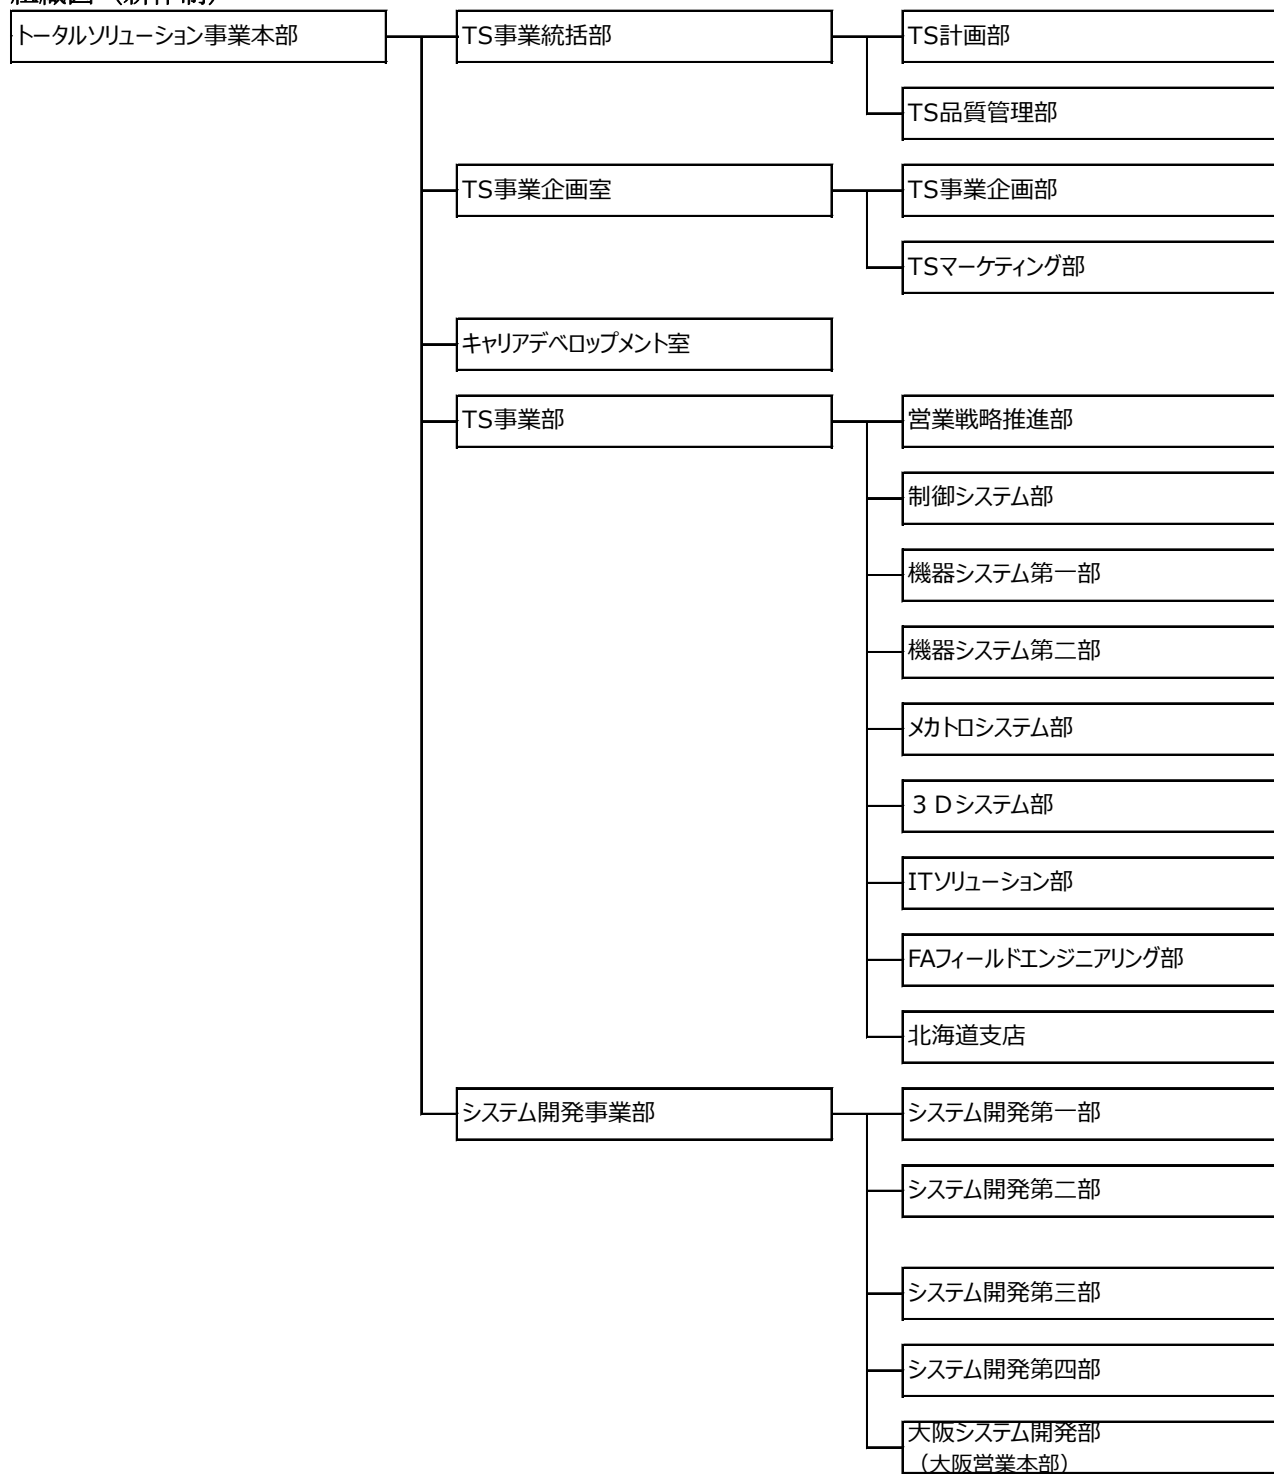 組織図（新体制）
トータルソリューション事業本部
TS事業統括部
TS計画部
TS品質管理部
TS事業企画室
TS事業企画部
TSマーケティング部
キャリアデベロップメント室
TS事業部
営業戦略推進部
制御システム部
機器システム第一部
機器システム第二部
メカトロシステム部
３Ｄシステム部
ITソリューション部
FAフィールドエンジニアリング部
北海道支店
システム開発事業部
システム開発第一部
システム開発第二部
システム開発第三部
システム開発第四部
大阪システム開発部
（大阪営業本部）